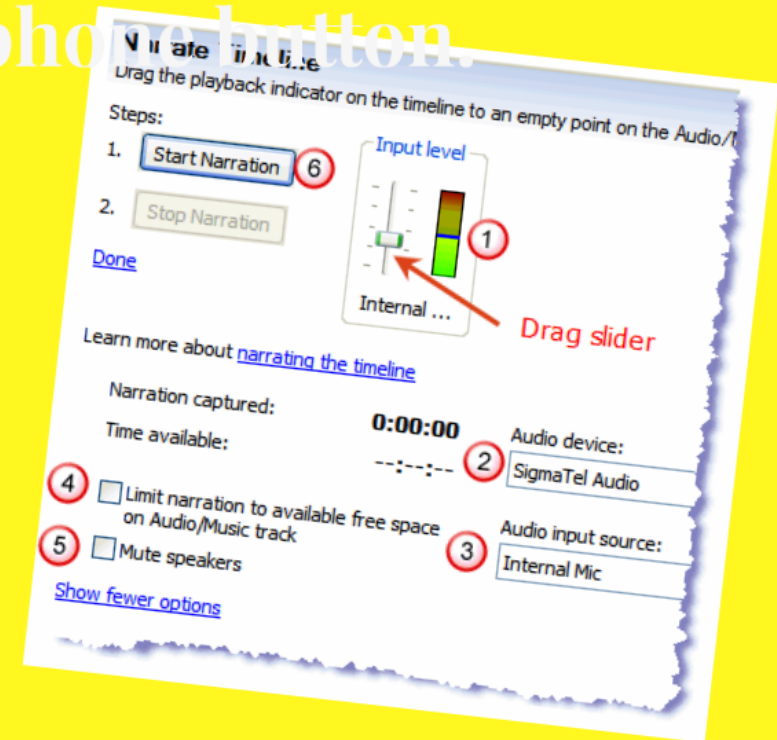 phone button.
Narrate Timeline
Drag the playback indicator on the timeline to an empty point on the Audio/
Steps:
1. Start Narration 6
2. Stop Narration
Done
Input level
1
Internal ...
Drag slider
Learn more about narrating the timeline
Narration captured: 0:00:00
Time available: --:--:--
2 Audio device:
SigmaTel Audio
4 Limit narration to available free space
on Audio/Music track
3 Audio input source:
Internal Mic
5 Mute speakers
Show fewer options